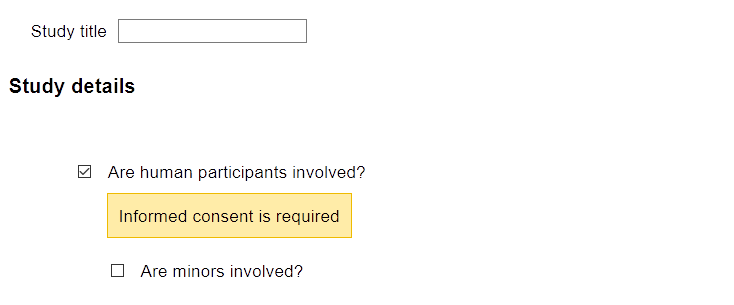 Study title
Study details
Are human participants involved?
Informed consent is required
Are minors involved?